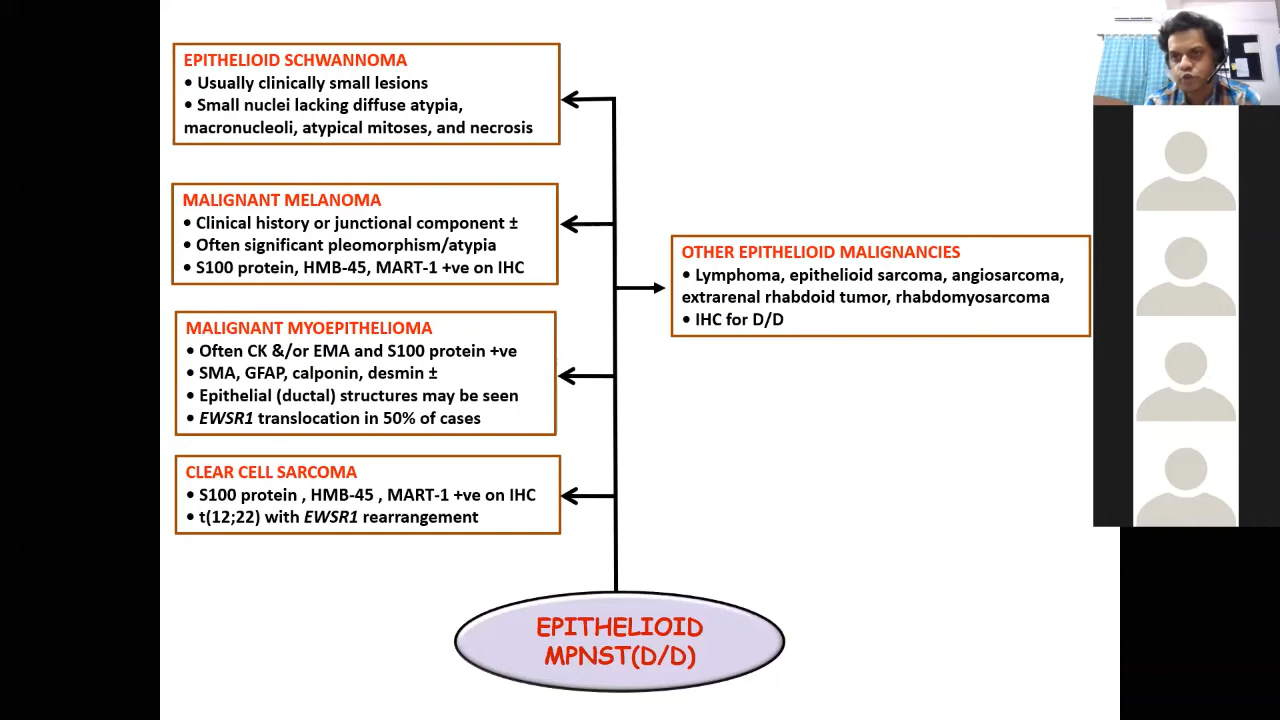 EPITHELIOID SCHWANNOMA
• Usually clinically small lesions
• Small nuclei lacking diffuse atypia,
macronucleoli, atypical mitoses, and necrosis
MALIGNANT MELANOMA
• Clinical history or junctional component ±
• Often significant pleomorphism/atypia
• S100 protein, HMB-45, MART-1 +ve on IHC
MALIGNANT MYOEPITHELIOMA
• Often CK &/or EMA and S100 protein +ve
• SMA, GFAP, calponin, desmin ±
• Epithelial (ductal) structures may be seen
• EWSR1 translocation in 50% of cases
CLEAR CELL SARCOMA
• S100 protein , HMB-45 , MART-1 +ve on IHC
• t(12;22) with EWSR1 rearrangement
OTHER EPITHELIOID MALIGNANCIES
• Lymphoma, epithelioid sarcoma, angiosarcoma,
extrarenal rhabdoid tumor, rhabdomyosarcoma
• IHC for D/D
EPITHELIOID
MPNST(D/D)